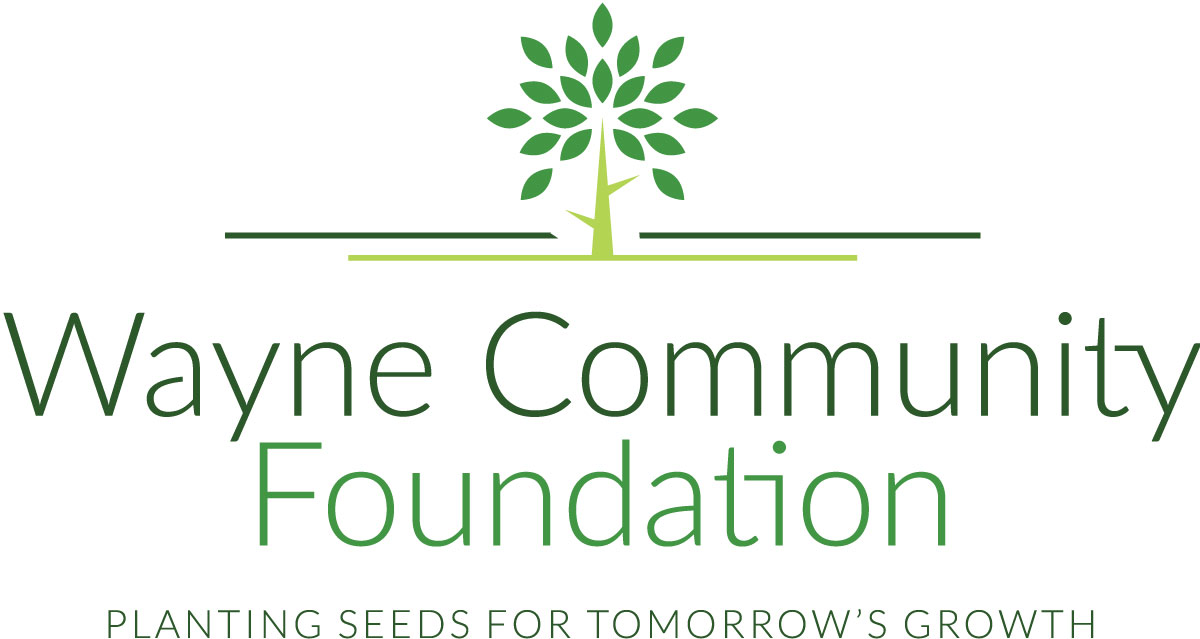 Wayne Community
Foundation
PLANTING SEEDS FOR TOMORROW’S GROWTH